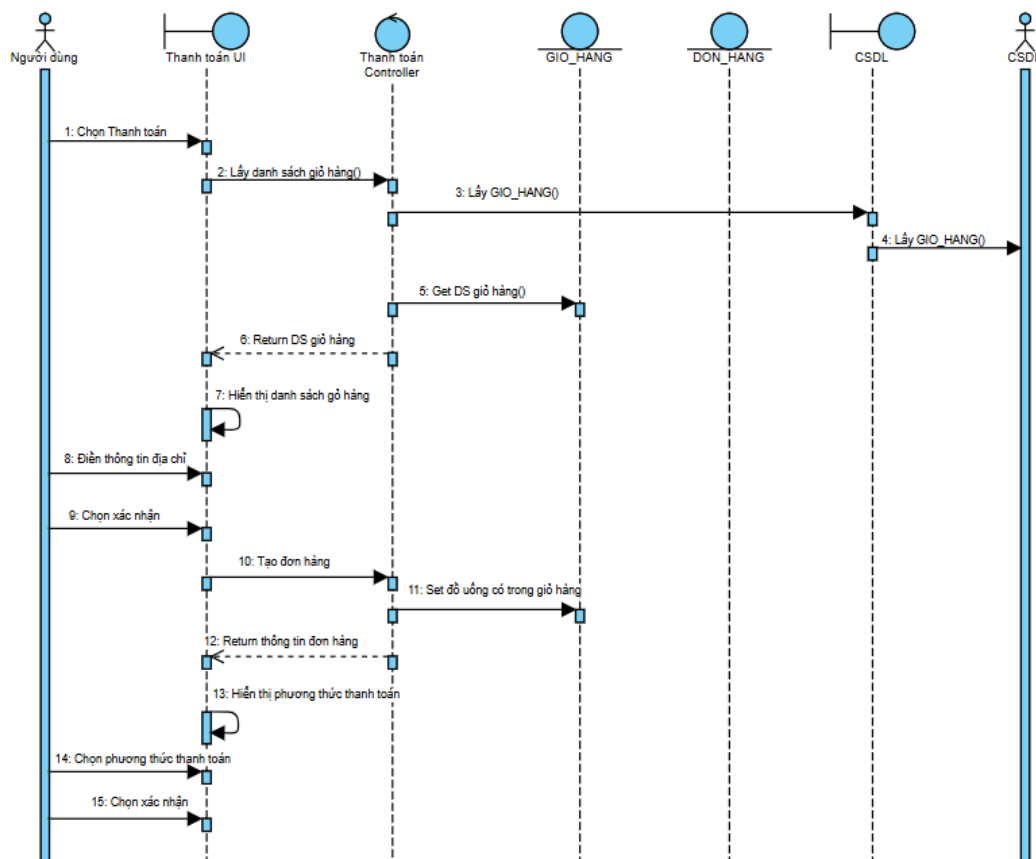 Người dùng
Thanh toán UI
Thanh toán
Controller
GIO_HANG
DON_HANG
CSDL
CSD
1: Chọn Thanh toán
2: Lấy danh sách giỏ hàng()
3: Lấy GIO_HANG()
4: Lấy GIO_HANG()
5: Get DS giỏ hàng()
6: Return DS giỏ hàng
7: Hiển thị danh sách gỏ hàng
8: Điền thông tin địa chỉ
9: Chọn xác nhận
10: Tạo đơn hàng
11: Set đồ uống có trong giỏ hàng
12: Return thông tin đơn hàng
13: Hiển thị phương thức thanh toán
14: Chọn phương thức thanh toán
15: Chọn xác nhận